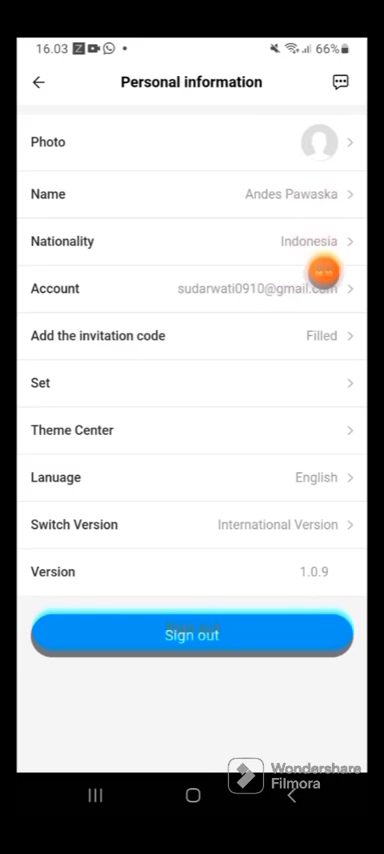 16.03 Z 66%
Personal information
Photo
Name Andes Pawaska
Nationality Indonesia
Account sudarwati0910@gmail.com
Add the invitation code Filled
Set
Theme Center
Lanuage English
Switch Version International Version
Version 1.0.9
Sign out
Wondershare
Filmora